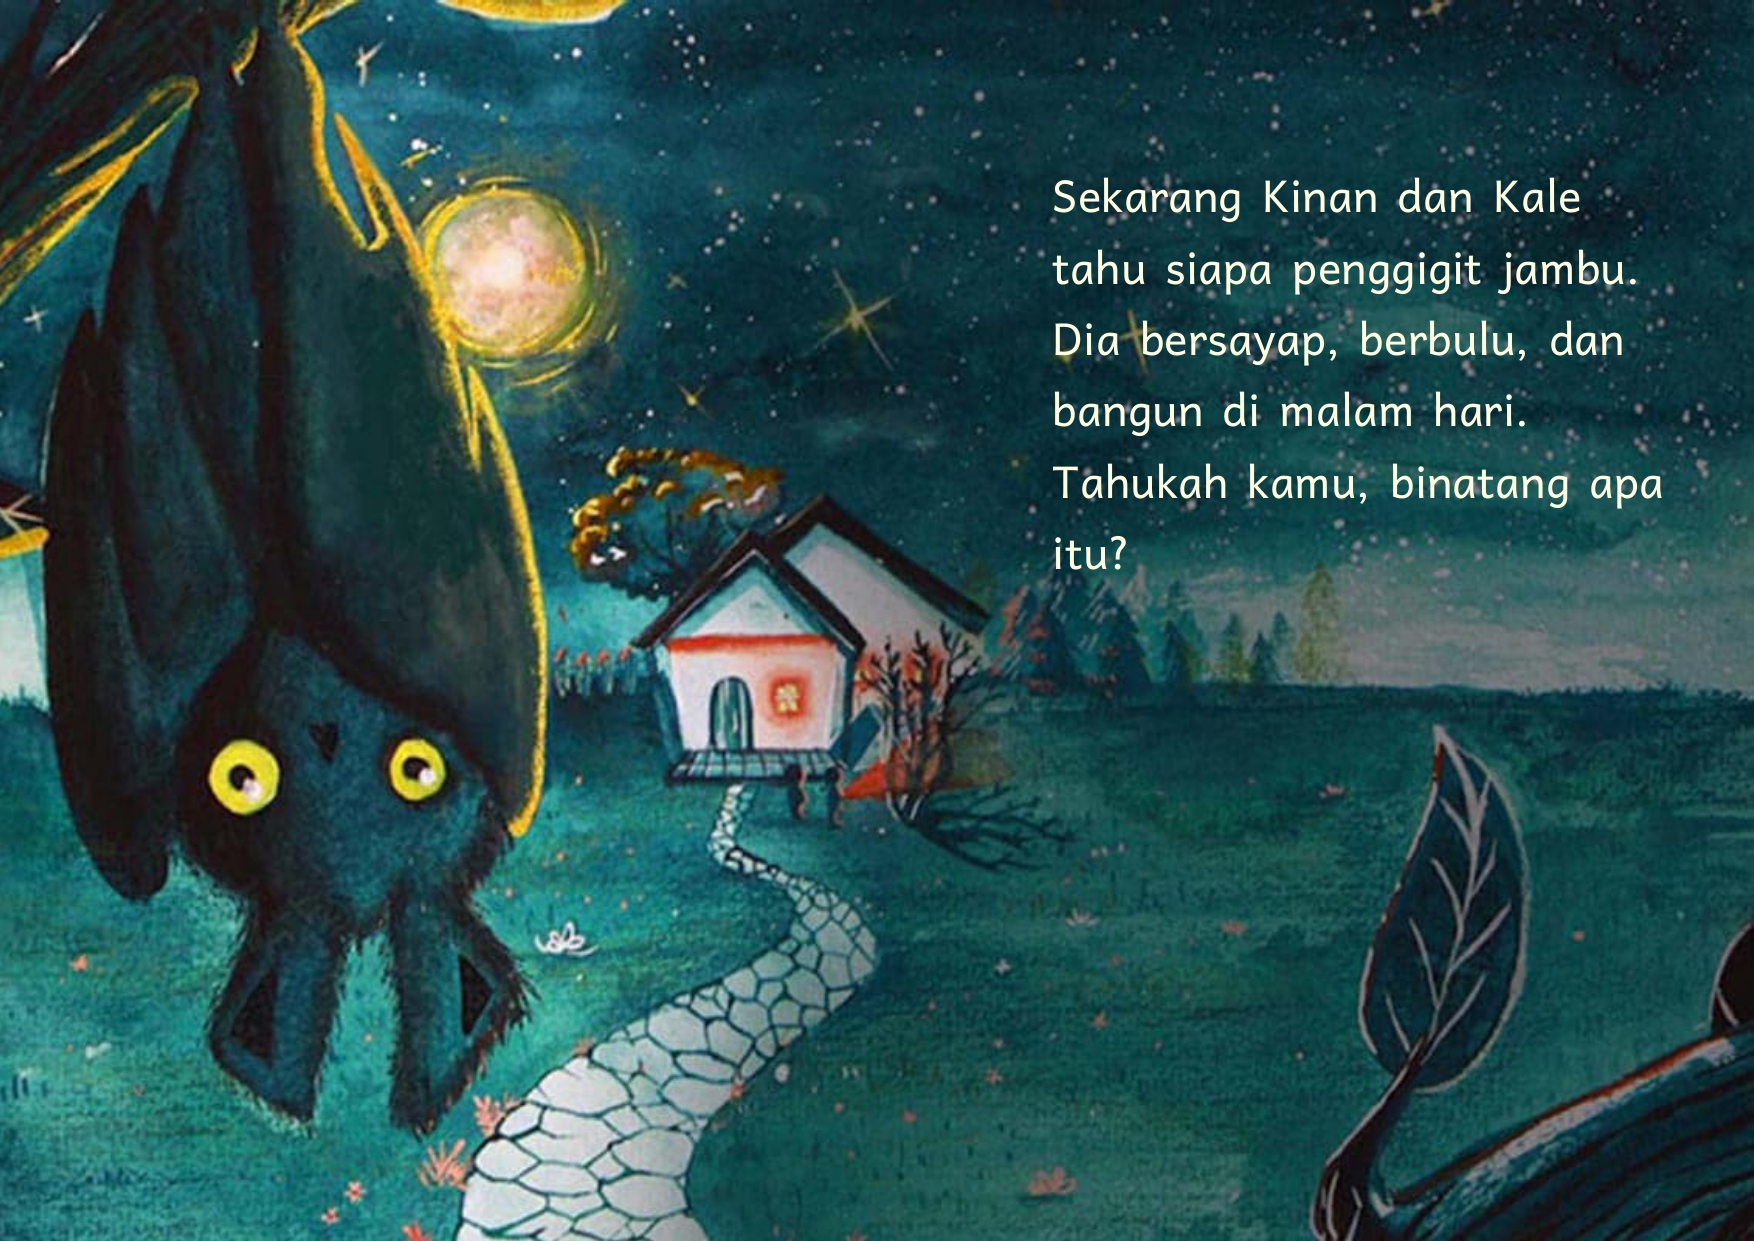 Sekarang Kinan dan Kale
tahu siapa penggigit jambu.
Dia bersayap, berbulu, dan
bangun di malam hari.
Tahukah kamu, binatang apa
itu?